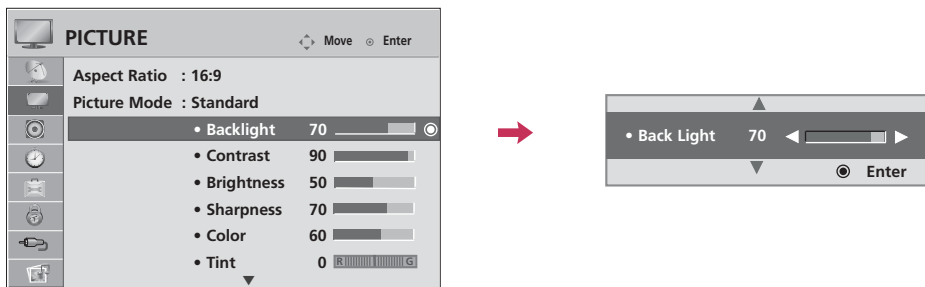 PICTURE
Move Enter
Aspect Ratio : 16:9
Picture Mode : Standard
• Backlight 70
• Contrast 90
• Brightness 50
• Sharpness 70
• Color 60
• Tint 0 R G
• Back Light 70
Enter